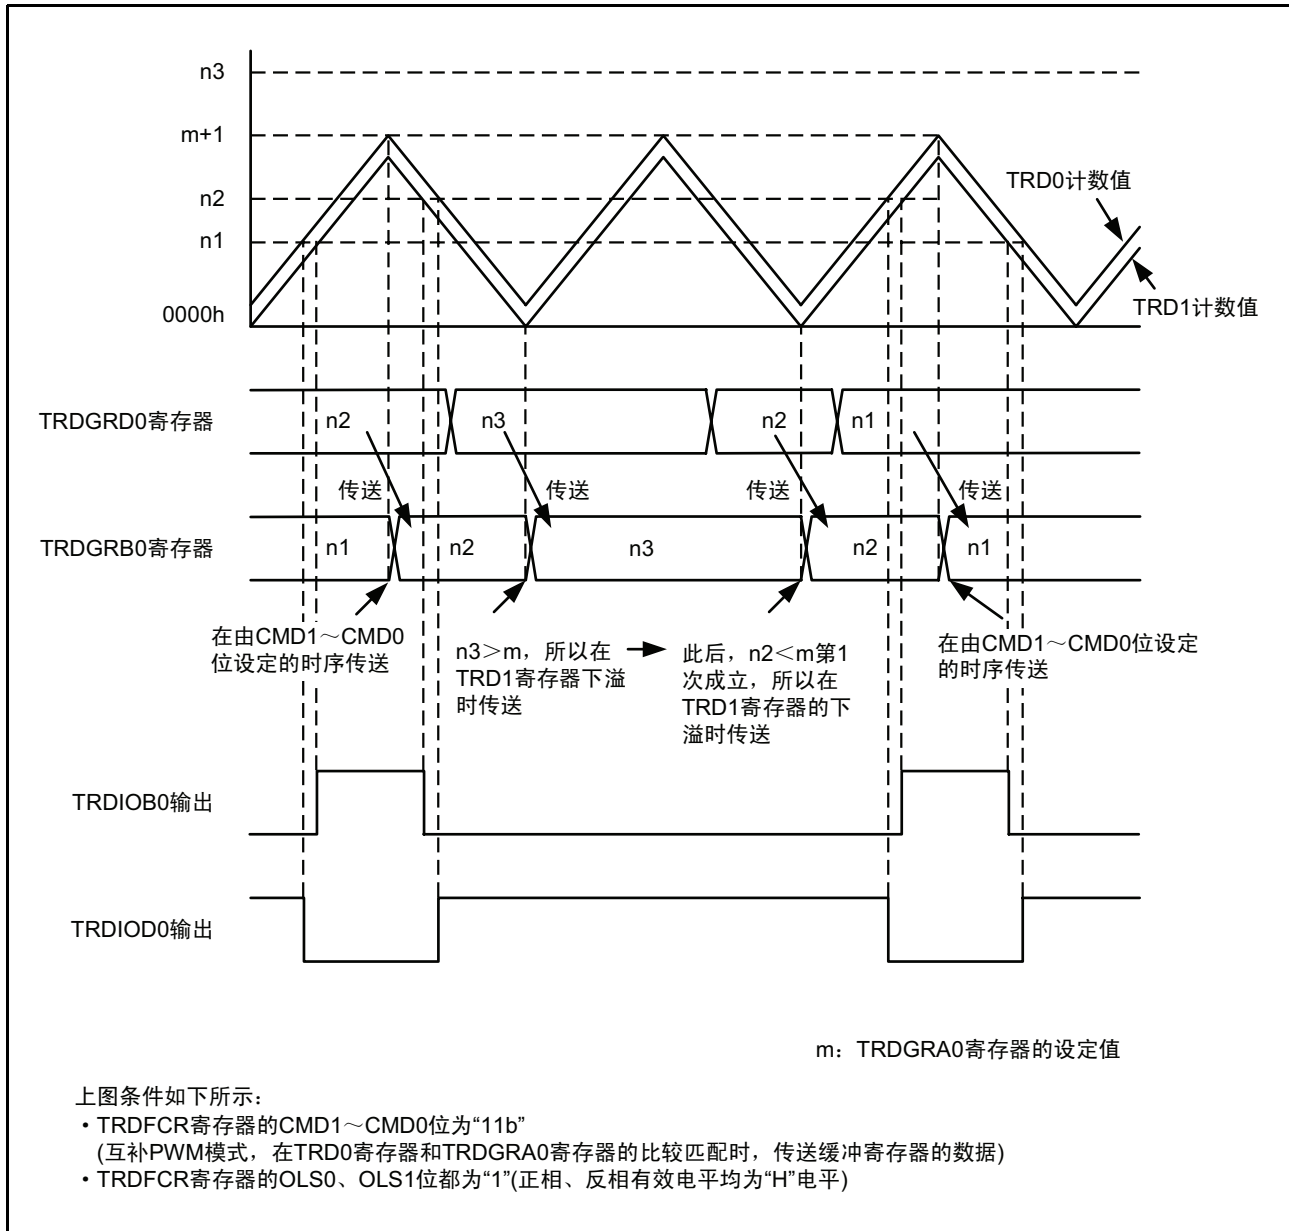 n3
m+1
n2
n1
0000h
TRD0计数值
TRD1计数值
TRDGRD0寄存器
n2
n3
n2
n1
传送
传送
传送
传送
TRDGRB0寄存器
n1
n2
n3
n2
n1
在由CMD1～CMD0
位设定的时序传送
n3＞m，所以在
TRD1寄存器下溢
时传送
此后，n2＜m第1
次成立，所以在
TRD1寄存器的下
溢时传送
在由CMD1～CMD0位设定
的时序传送
TRDIOB0输出
TRDIOD0输出
m：TRDGRA0寄存器的设定值
上图条件如下所示：
・TRDFCR寄存器的CMD1～CMD0位为“11b”
(互补PWM模式，在TRD0寄存器和TRDGRA0寄存器的比较匹配时，传送缓冲寄存器的数据)
・TRDFCR寄存器的OLS0、OLS1位都为“1”(正相、反相有效电平均为“H”电平)